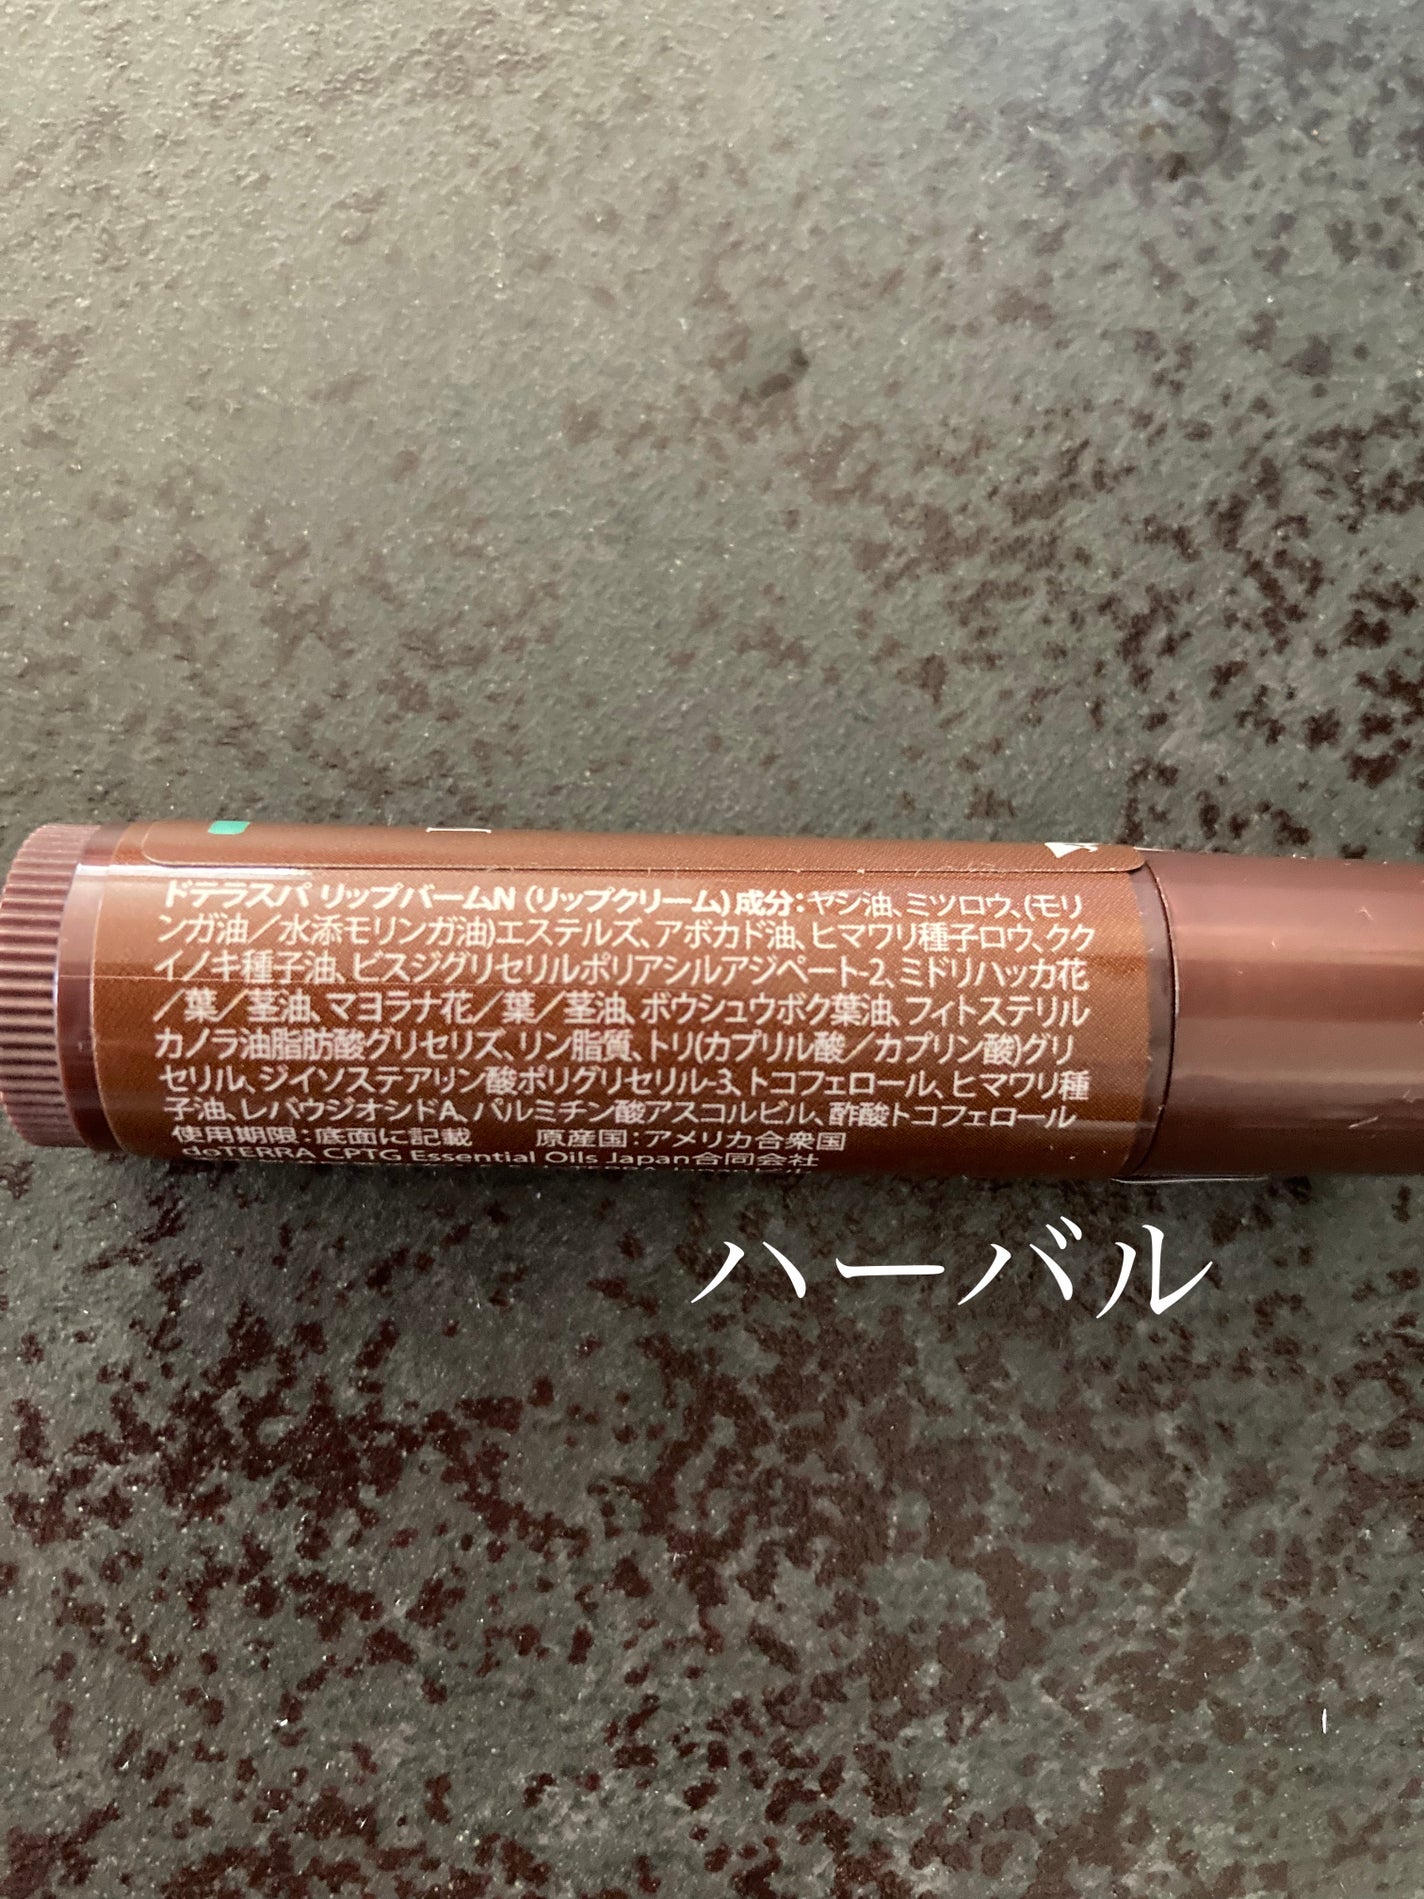 ドテラスパ リップバームN (リップクリーム)成分:ヤシ油、ミツロウ、(モリ
ンガ油/水添モリンガ油)エステルズ、アボカド油、ヒマワリ種子ロウ、クク
イノキ種子油、ビスジグリセリルポリアシルアジペート-2、ミドリハッカ花
/葉/茎油、マヨラナ花/葉/茎油、ボウシュウボク葉油、フィトステリル
カノラ油脂肪酸グリセリズ、リン脂質、トリ(カプリル酸/カプリン酸)グリ
セリル、ジイソステアリン酸ポリグリセリル-3、トコフェロール、ヒマワリ種
子油、レバウジオシドA、パルミチン酸アスコルビル、酢酸トコフェロール
使用期限:底面に記載 原産国:アメリカ合衆国
doTERRA CPTG Essential Oils Japan合同会社
ハーバル